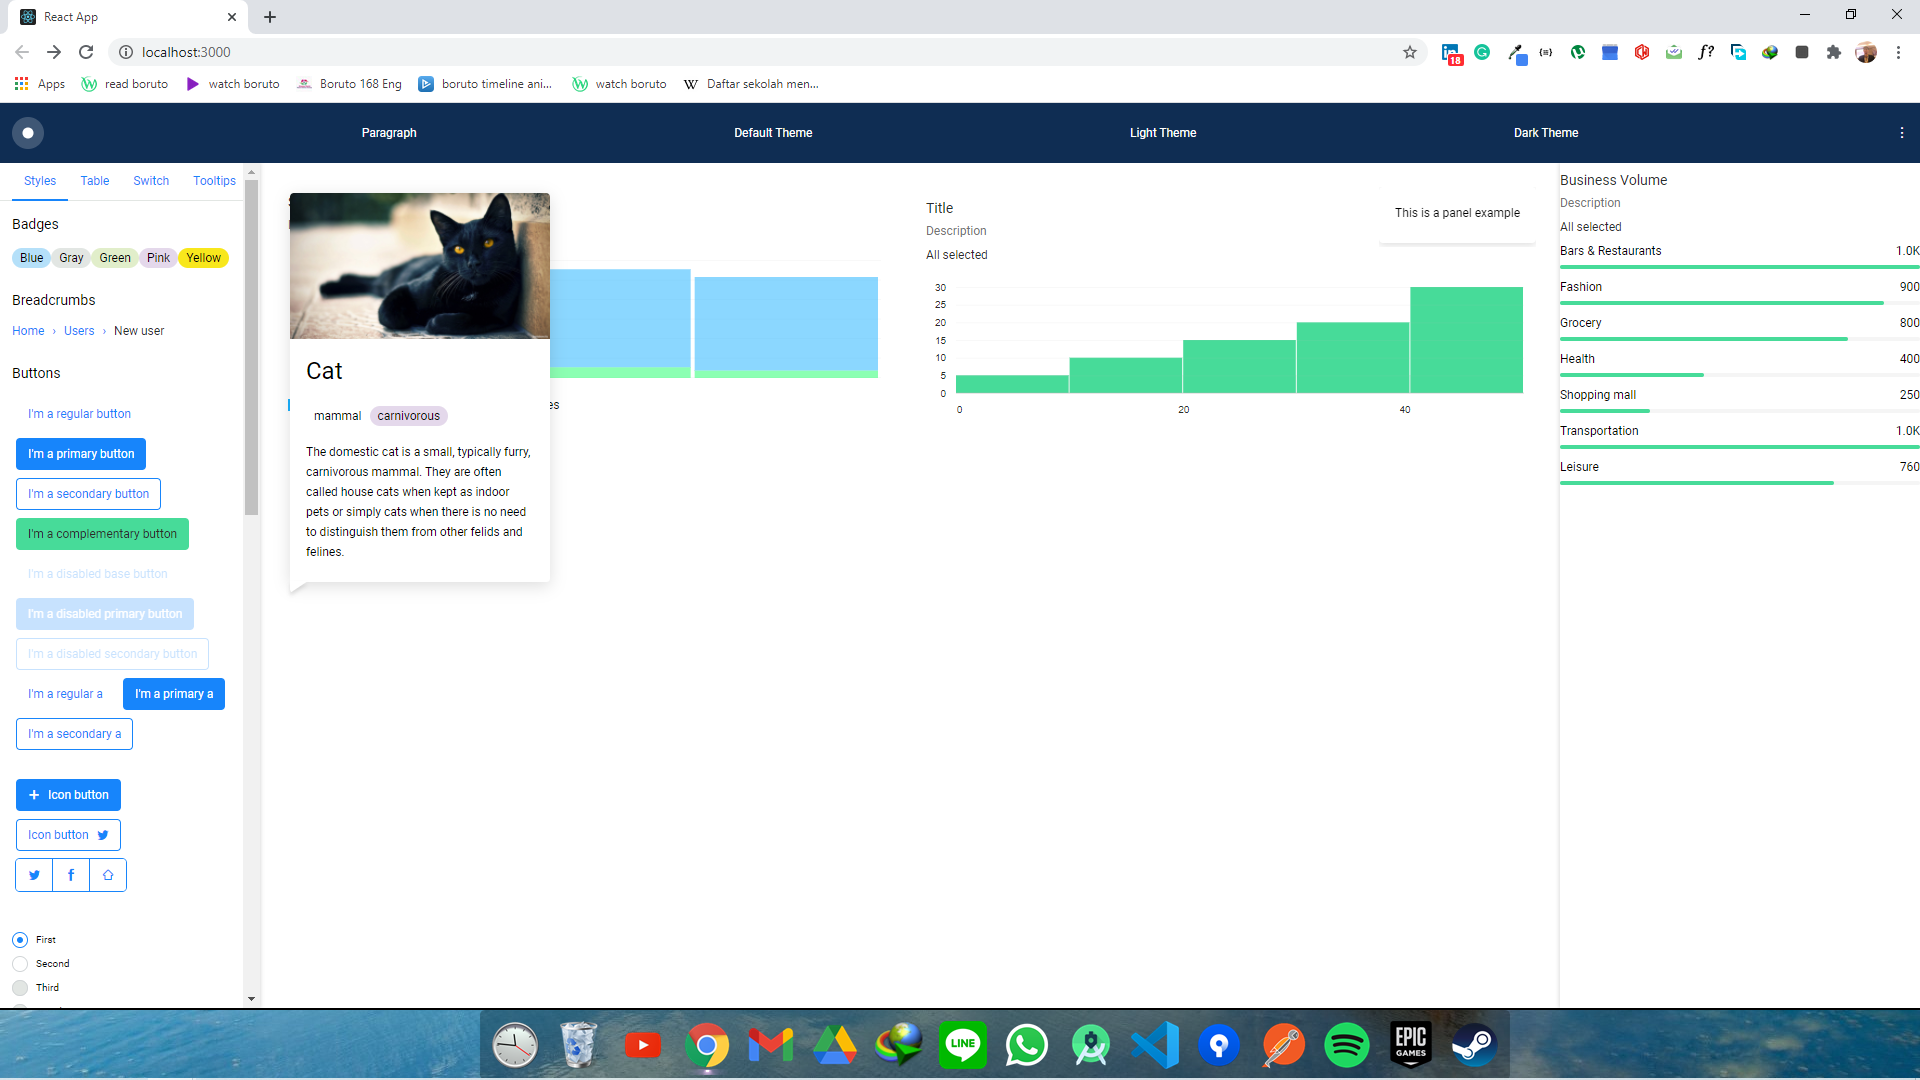 React App
localhost:3000
18
Apps
read boruto
watch boruto
Boruto 168 Eng
boruto timeline ani...
watch boruto
Daftar sekolah men...
Paragraph
Default Theme
Light Theme
Dark Theme
Styles
Table
Switch
Tooltips
Badges
Blue
Gray
Green
Pink
Yellow
Breadcrumbs
Home › Users › New user
Buttons
I'm a regular button
I'm a primary button
I'm a secondary button
I'm a complementary button
I'm a disabled base button
I'm a disabled primary button
I'm a disabled secondary button
I'm a regular a
I'm a primary a
I'm a secondary a
Icon button
Icon button
First
Second
Third
Cat
mammal
carnivorous
The domestic cat is a small, typically furry,
carnivorous mammal. They are often
called house cats when kept as indoor
pets or simply cats when there is no need
to distinguish them from other felids and
felines.
es
Title
Description
All selected
30
25
20
15
10
5
0
0
20
40
This is a panel example
Business Volume
Description
All selected
Bars & Restaurants 1.0K
Fashion 900
Grocery 800
Health 400
Shopping mall 250
Transportation 1.0K
Leisure 760
LINE
EPIC
GAMES